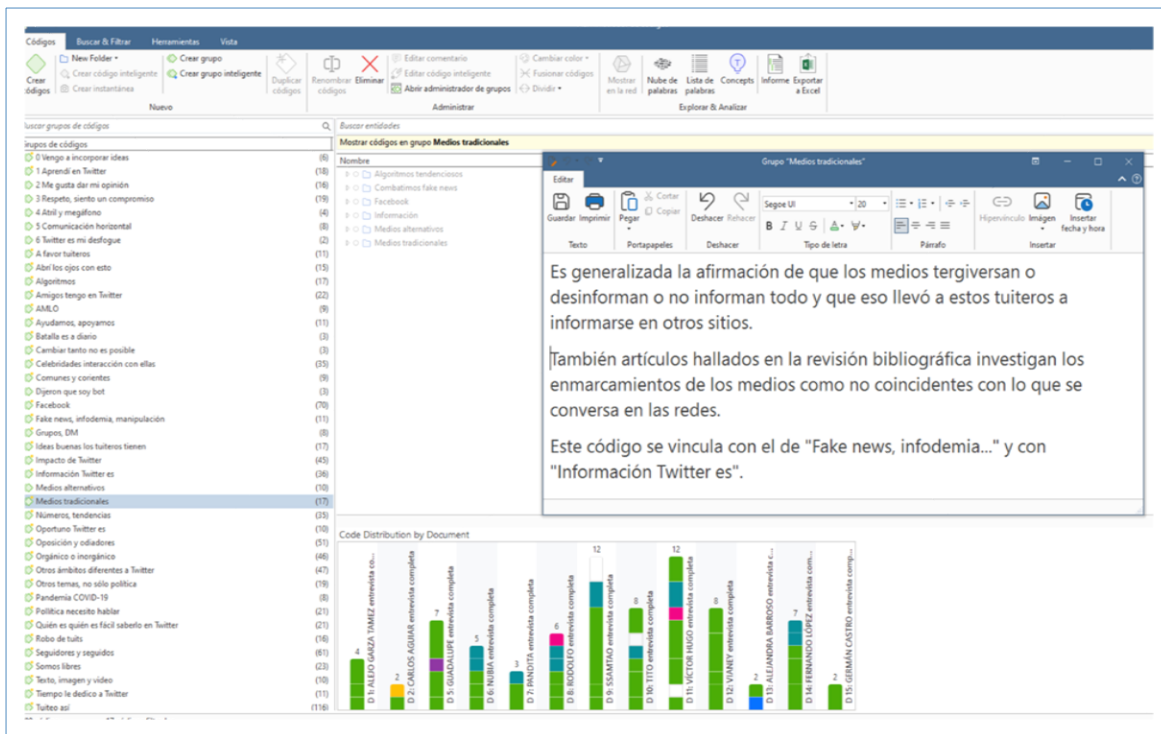 Códigos Buscar & Filtrar Herramientas Vista
Crear códigos
New Folder
Crear código inteligente
Crear instantánea
Crear grupo
Crear grupo inteligente
Nuevo
Duplicar códigos
Renombrar códigos
Eliminar
Editar comentario
Editar código inteligente
Abrir administrador de grupos
Cambiar color
Fusionar códigos
Dividir
Administrar
Mostrar en la red
Nube de palabras
Lista de palabras
Concepts
Informe
Exportar a Excel
Explorar & Analizar
Buscar entidades
Mostrar códigos en grupo Medios tradicionales
0 Vengo a incorporar ideas (6)
1 Aprendí en Twitter (18)
2 Me gusta dar mi opinión (16)
3 Respeto, siento un compromiso (19)
4 Atril y megáfono (4)
5 Comunicación horizontal (8)
6 Twitter es mi desfogue (2)
A favor tuiteros (11)
Abrí los ojos con esto (15)
Algoritmos (17)
Amigos tengo en Twitter (22)
AMLO (9)
Ayudamos, apoyamos (11)
Batalla es a diario (3)
Cambiar tanto no es posible (3)
Celebridades interacción con ellas (35)
Comunes y corientes (9)
Dijeron que soy bot (3)
Facebook (70)
Fake news, infodemia, manipulación (11)
Grupos, DM (8)
Ideas buenas los tuiteros tienen (17)
Impacto de Twitter (45)
Información Twitter es (36)
Medios alternativos (10)
Medios tradicionales (17)
Números, tendencias (35)
Oportuno Twitter es (10)
Oposición y odiadores (51)
Orgánico o inorgánico (46)
Otros ámbitos diferentes a Twitter (47)
Otros temas, no sólo política (19)
Pandemia COVID-19 (8)
Política necesito hablar (21)
Quién es quién es fácil saberlo en Twitter (21)
Robo de tuits (16)
Seguidores y seguidos (61)
Somos libres (23)
Texto, imagen y video (10)
Tiempo le dedico a Twitter (11)
Tuiteo así (116)
Nombre
Algoritmos tendenciosos
Combatimos fake news
Facebook
Información
Medios alternativos
Medios tradicionales
Grupo "Medios tradicionales"
Editar
Guardar Imprimir
Texto
Pegar
Cortar
Copiar
Portapapeles
Deshacer Rehacer
Deshacer
Segoe UI 20
Tipo de letra
Párrafo
Hipervínculo Imágen Insertar fecha y hora
Insertar
Es generalizada la afirmación de que los medios tergiversan o
desinforman o no informan todo y que eso llevó a estos tuiteros a
informarse en otros sitios.
También artículos hallados en la revisión bibliográfica investigan los
enmarcamientos de los medios como no coincidentes con lo que se
conversa en las redes.
Este código se vincula con el de "Fake news, infodemia..." y con
"Información Twitter es".
Code Distribution by Document
4 D 1: ALEJO GARZA TAMEZ entrevista co...
2 D 2: CARLOS AGUIAR entrevista completa
7 D 5: GUADALUPE entrevista completa
5 D 6: NUBIA entrevista completa
3 D 7: PANDITA entrevista completa
6 D 8: RODOLFO entrevista completa
12 D 9: SSAMTAO entrevista completa
8 D 10: TITO entrevista completa
12 D 11: VÍCTOR HUGO entrevista completa
8 D 12: VIANEY entrevista completa
2 D 13: ALEJANDRA BARROSO entrevista c...
7 D 14: FERNANDO LÓPEZ entrevista com...
2 D 15: GERMÁN CASTRO entrevista comp...